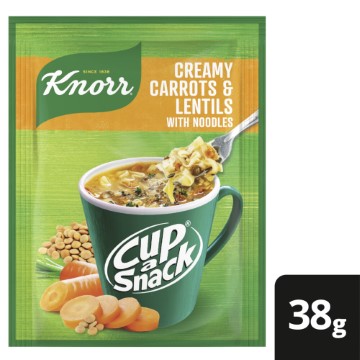 SINCE 1838
Knorr
CREAMY
CARROTS &
LENTILS
WITH NOODLES
CUP
a
Snack
®
38g